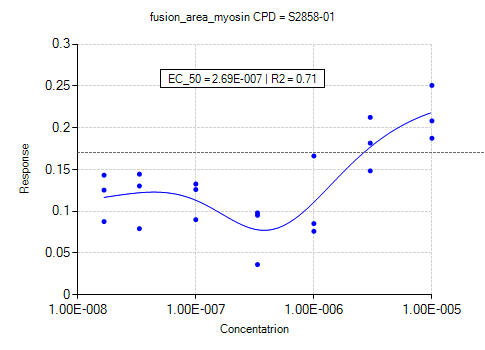 fusion_area_myosin CPD = S2858-01
0.3
EC_50 = 2.69E-007 | R2 = 0.71
0.25
0.2
Response
0.15
0.1
0.05
0
1.00E-008 1.00E-007 1.00E-006 1.00E-005
Concentatrion